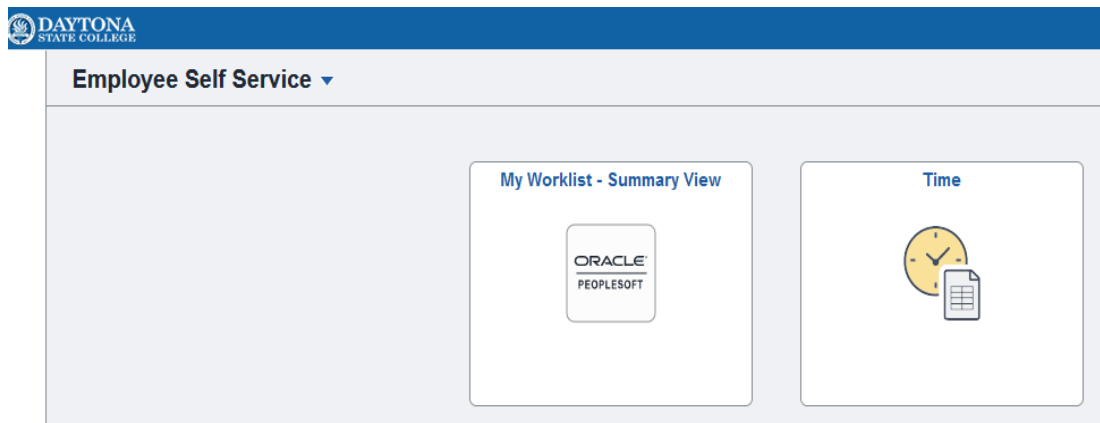 DAYTONA
STATE COLLEGE
Employee Self Service
My Worklist - Summary View
Time
ORACLE
PEOPLESOFT